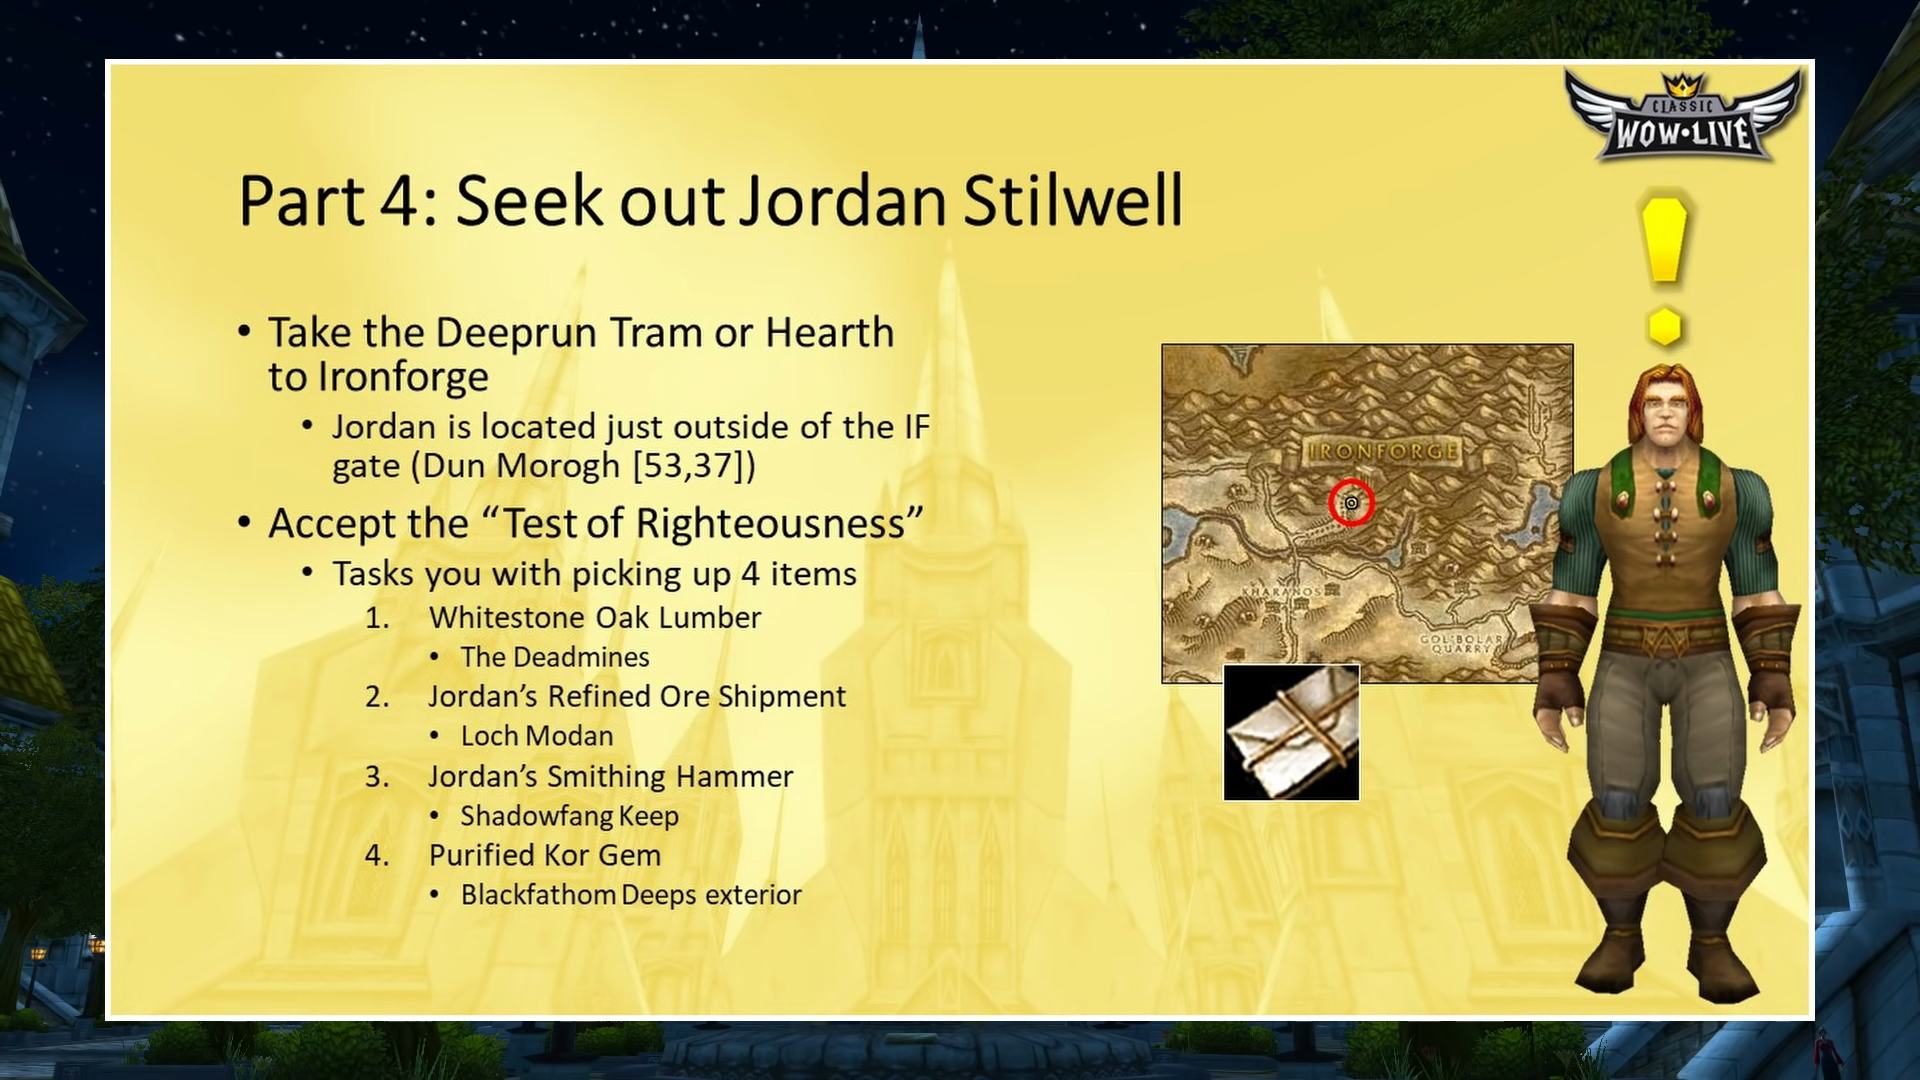 CLASSIC
WOW•LIVE
Part 4: Seek out Jordan Stilwell
• Take the Deeprun Tram or Hearth
to Ironforge
• Jordan is located just outside of the IF
gate (Dun Morogh [53,37])
• Accept the “Test of Righteousness”
• Tasks you with picking up 4 items
1. Whitestone Oak Lumber
• The Deadmines
2. Jordan’s Refined Ore Shipment
• Loch Modan
3. Jordan’s Smithing Hammer
• Shadowfang Keep
4. Purified Kor Gem
• Blackfathom Deeps exterior
IRONFORGE
KHARANOS
GOL'BOLAR
QUARRY